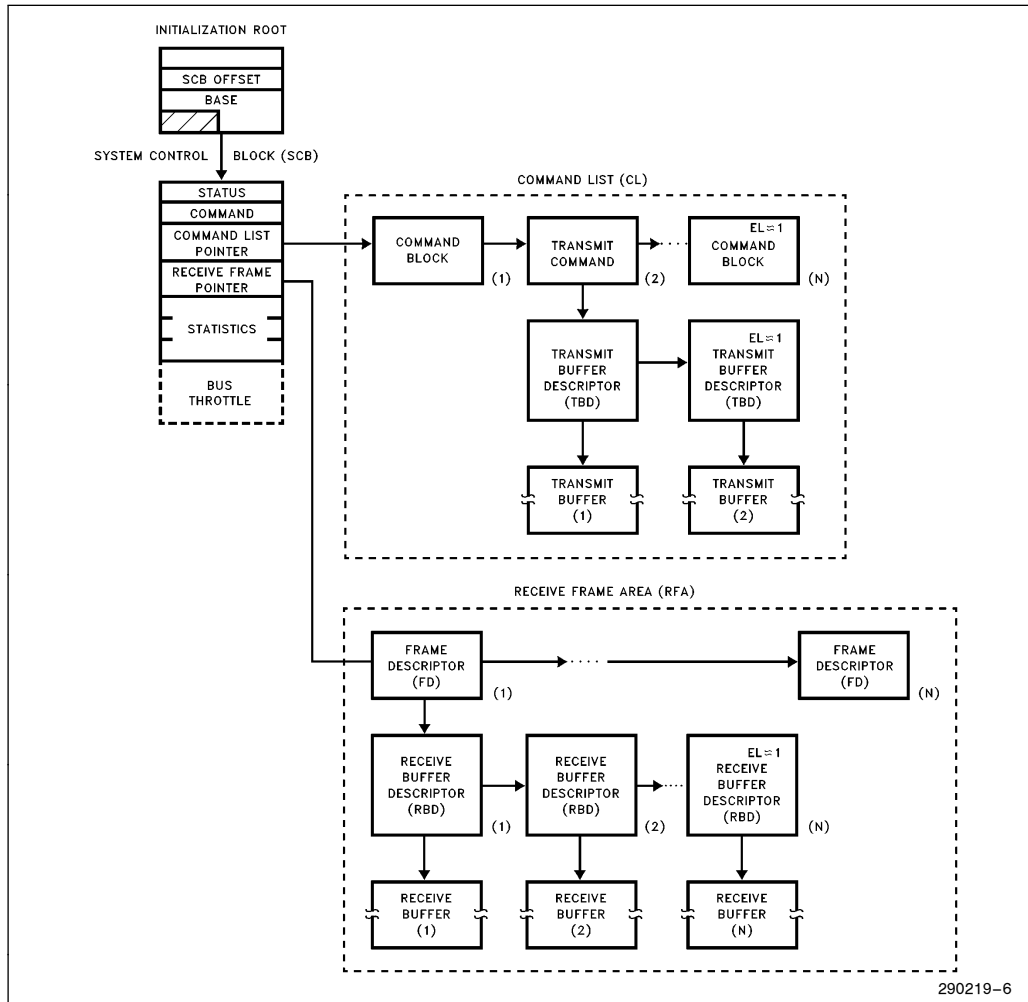 INITIALIZATION ROOT
SCB OFFSET
BASE
SYSTEM CONTROL BLOCK (SCB)
STATUS
COMMAND
COMMAND LIST
POINTER
RECEIVE FRAME
POINTER
STATISTICS
BUS
THROTTLE
COMMAND LIST (CL)
COMMAND
BLOCK
(1)
TRANSMIT
COMMAND
(2)
EL=1
COMMAND
BLOCK
(N)
TRANSMIT
BUFFER
DESCRIPTOR
(TBD)
EL=1
TRANSMIT
BUFFER
DESCRIPTOR
(TBD)
TRANSMIT
BUFFER
(1)
TRANSMIT
BUFFER
(2)
RECEIVE FRAME AREA (RFA)
FRAME
DESCRIPTOR
(FD)
(1)
FRAME
DESCRIPTOR
(FD)
(N)
RECEIVE
BUFFER
DESCRIPTOR
(RBD)
(1)
RECEIVE
BUFFER
DESCRIPTOR
(RBD)
(2)
EL=1
RECEIVE
BUFFER
DESCRIPTOR
(RBD)
(N)
RECEIVE
BUFFER
(1)
RECEIVE
BUFFER
(2)
RECEIVE
BUFFER
(N)
290219–6